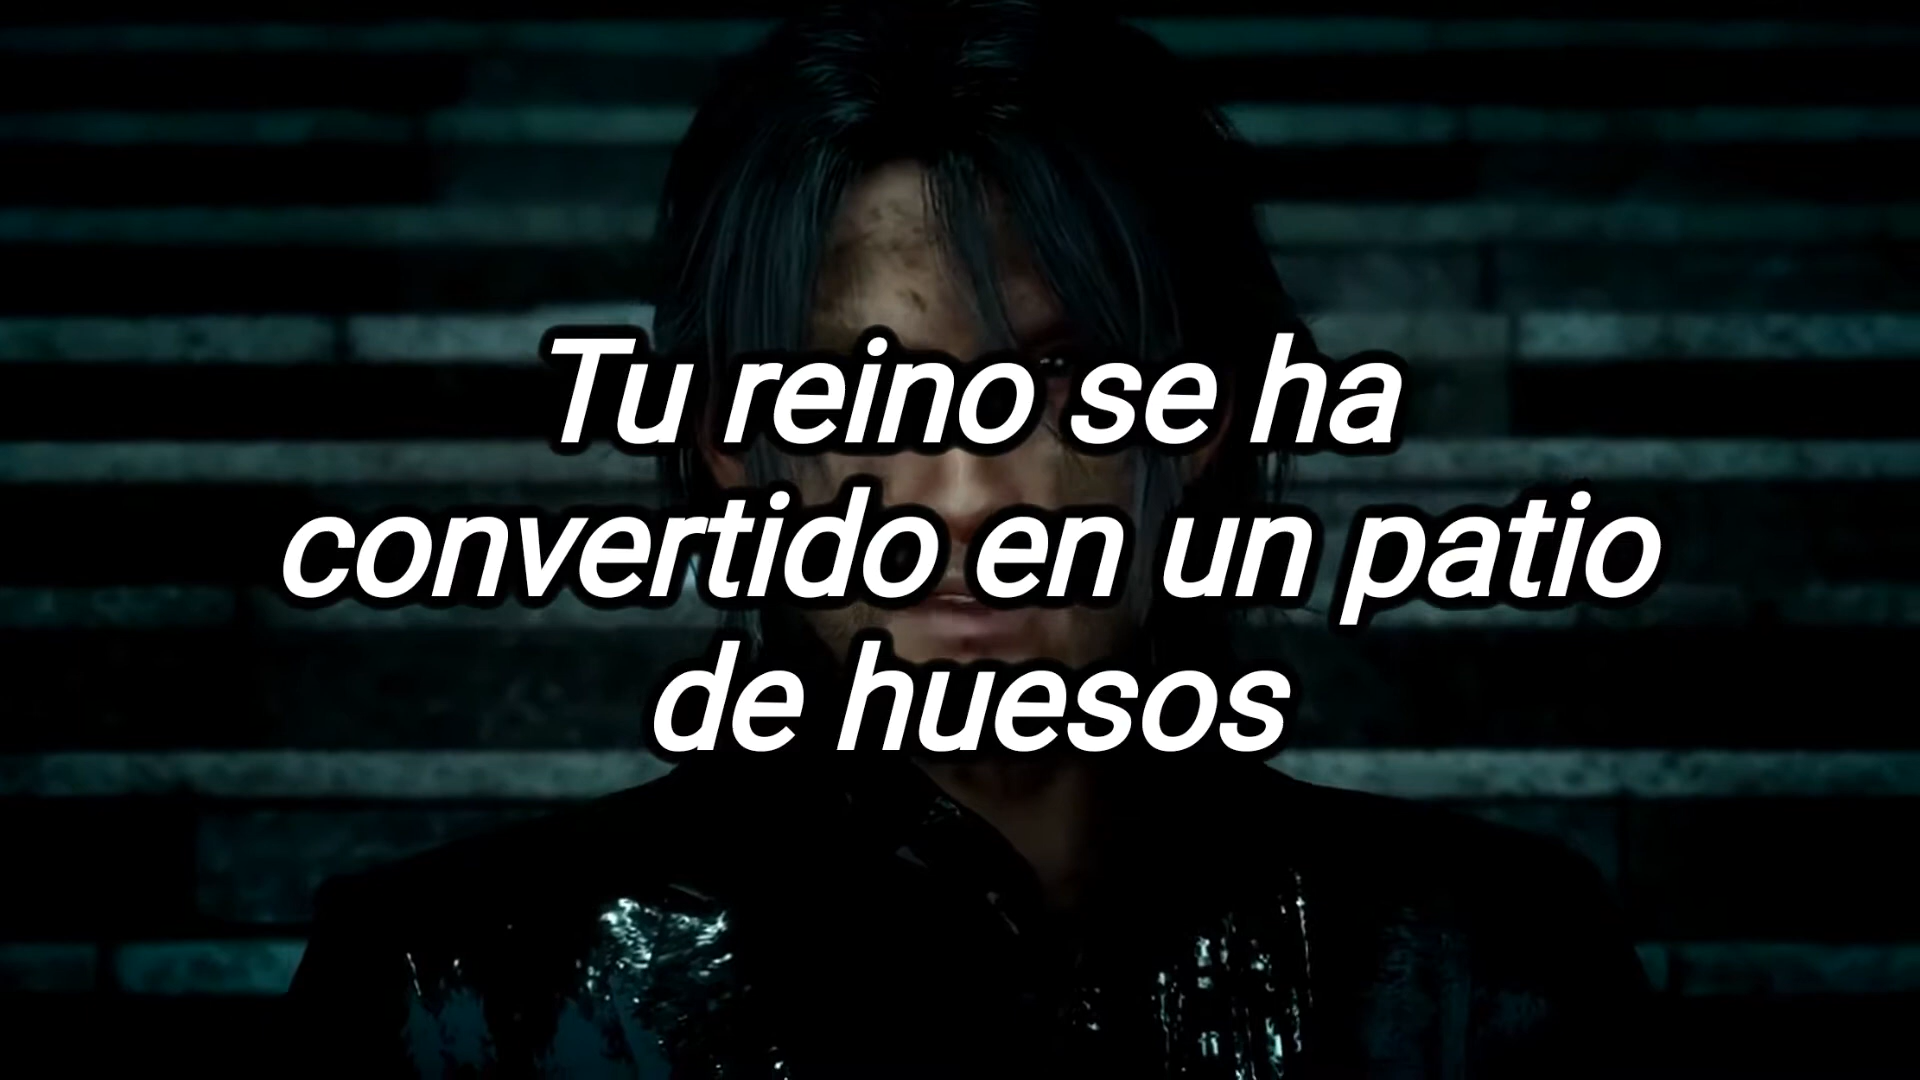 Tu reino se ha
convertido en un patio
de huesos